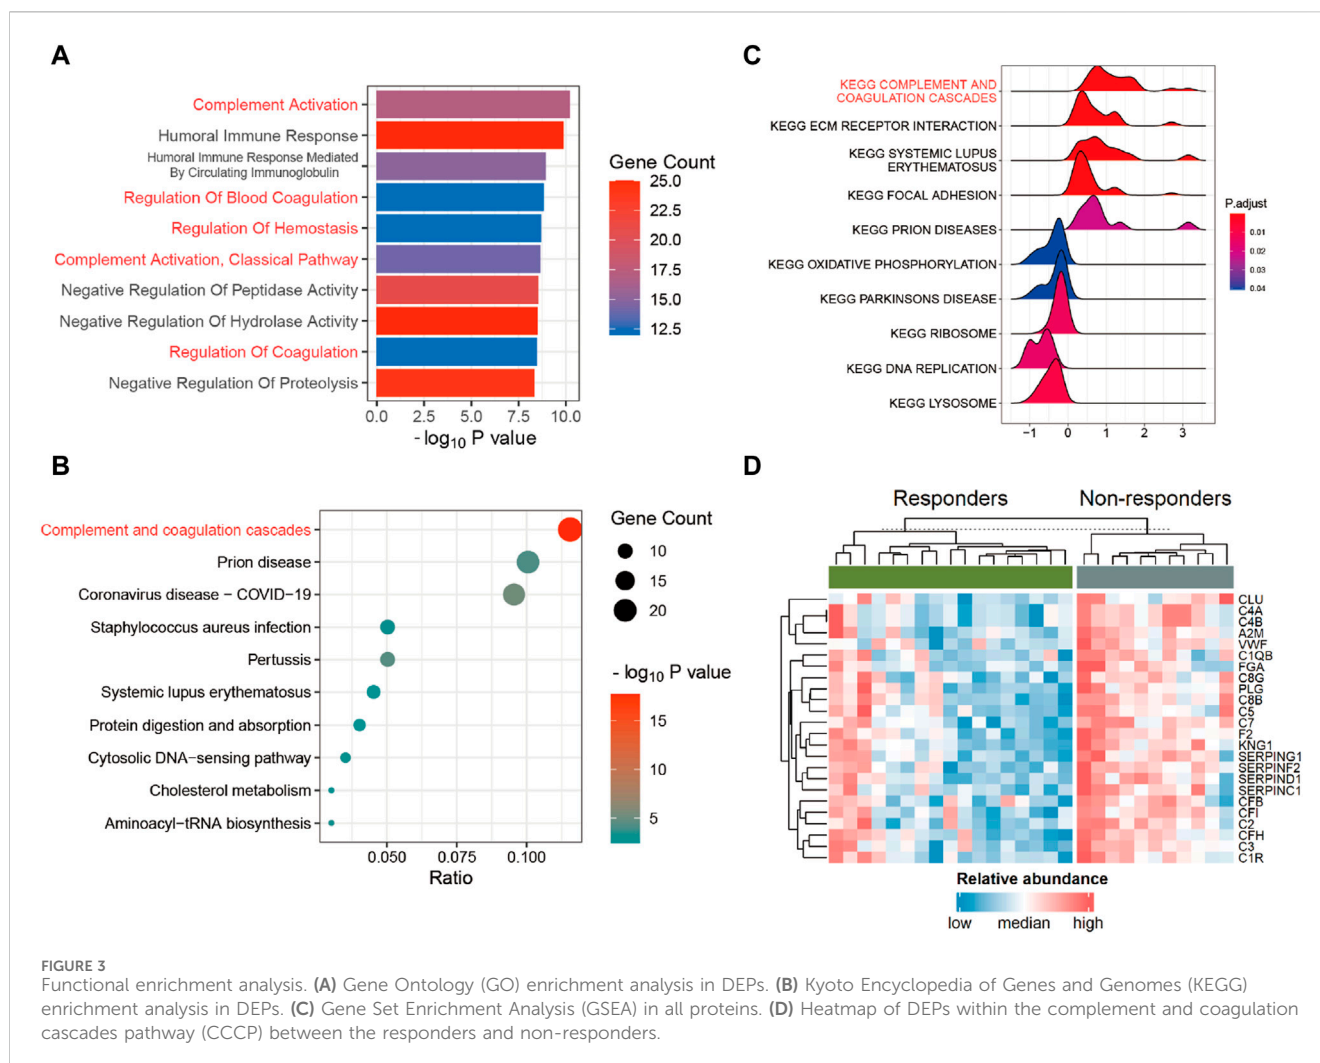 A
Complement Activation
Humoral Immune Response
Humoral Immune Response Mediated
By Circulating Immunoglobulin
Regulation Of Blood Coagulation
Regulation Of Hemostasis
Complement Activation, Classical Pathway
Negative Regulation Of Peptidase Activity
Negative Regulation Of Hydrolase Activity
Regulation Of Coagulation
Negative Regulation Of Proteolysis
0.0 2.5 5.0 7.5 10.0
-log10 P value
Gene Count
25.0
22.5
20.0
17.5
15.0
12.5
B
Complement and coagulation cascades
Prion disease
Coronavirus disease − COVID−19
Staphylococcus aureus infection
Pertussis
Systemic lupus erythematosus
Protein digestion and absorption
Cytosolic DNA−sensing pathway
Cholesterol metabolism
Aminoacyl−tRNA biosynthesis
0.050 0.075 0.100
Ratio
Gene Count
10
15
20
- log10 P value
15
10
5
C
KEGG COMPLEMENT AND
COAGULATION CASCADES
KEGG ECM RECEPTOR INTERACTION
KEGG SYSTEMIC LUPUS
ERYTHEMATOSUS
KEGG FOCAL ADHESION
KEGG PRION DISEASES
KEGG OXIDATIVE PHOSPHORYLATION
KEGG PARKINSONS DISEASE
KEGG RIBOSOME
KEGG DNA REPLICATION
KEGG LYSOSOME
−1 0 1 2 3
P.adjust
0.01
0.02
0.03
0.04
D
Responders Non-responders
CLU
C4A
C4B
A2M
VWF
C1QB
FGA
C8G
PLG
C8B
C5
C7
F2
KNG1
SERPING1
SERPINF2
SERPIND1
SERPINC1
CFB
CFI
C2
CFH
C3
C1R
Relative abundance
low median high
FIGURE 3
Functional enrichment analysis. (A) Gene Ontology (GO) enrichment analysis in DEPs. (B) Kyoto Encyclopedia of Genes and Genomes (KEGG)
enrichment analysis in DEPs. (C) Gene Set Enrichment Analysis (GSEA) in all proteins. (D) Heatmap of DEPs within the complement and coagulation
cascades pathway (CCCP) between the responders and non-responders.